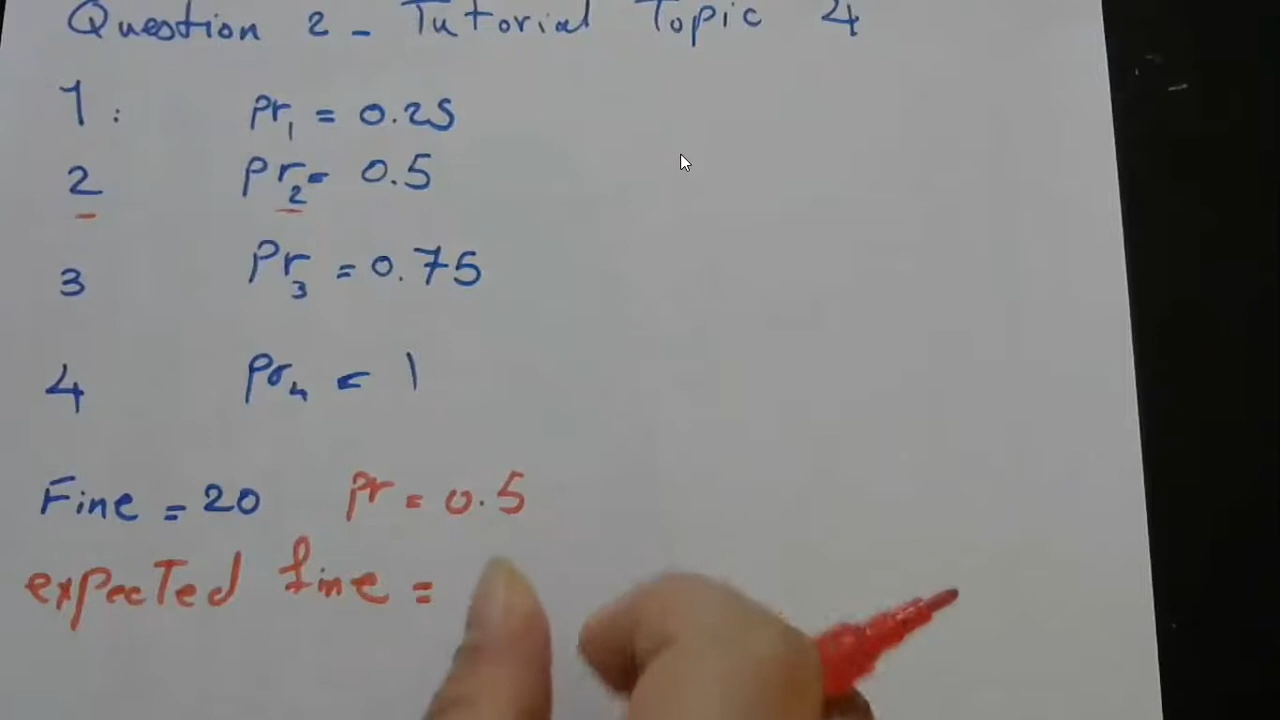 Question 2 - Tutorial Topic 4
1 : Pr1 = 0.25
2 Pr2 = 0.5
3 Pr3 = 0.75
4 Pr4 = 1
Fine = 20 Pr = 0.5
expected fine =